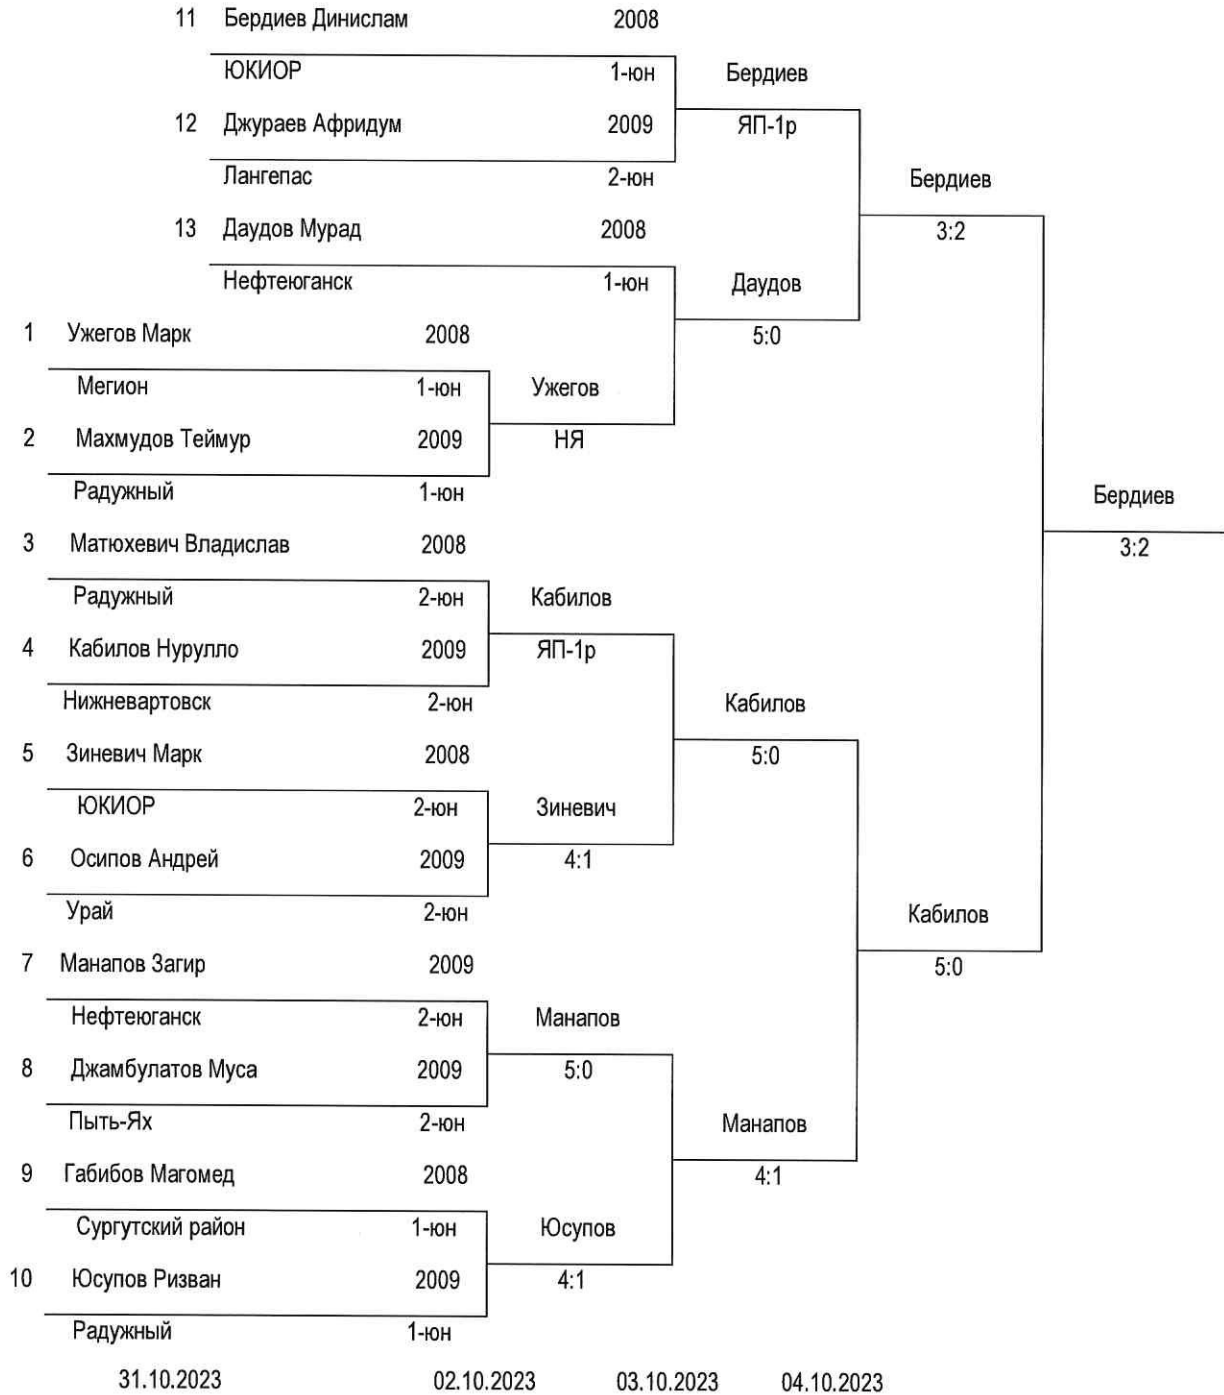 11 Бердиев Динислам 2008
ЮКИОР 1-юн Бердиев
12 Джураев Афридум 2009 ЯП-1р
Лангепас 2-юн Бердиев
13 Даудов Мурад 2008 3:2
Нефтеюганск 1-юн Даудов
1 Ужегов Марк 2008 5:0
Мегион 1-юн Ужегов
2 Махмудов Теймур 2009 НЯ
Радужный 1-юн Бердиев
3 Матюхевич Владислав 2008 3:2
Радужный 2-юн Кабилов
4 Кабилов Нурулло 2009 ЯП-1р
Нижневартовск 2-юн Кабилов
5 Зиневич Марк 2008 5:0
ЮКИОР 2-юн Зиневич
6 Осипов Андрей 2009 4:1
Урай 2-юн Кабилов
7 Манапов Загир 2009 5:0
Нефтеюганск 2-юн Манапов
8 Джамбулатов Муса 2009 5:0
Пыть-Ях 2-юн Манапов
9 Габибов Магомед 2008 4:1
Сургутский район 1-юн Юсупов
10 Юсупов Ризван 2009 4:1
Радужный 1-юн
31.10.2023 02.10.2023 03.10.2023 04.10.2023